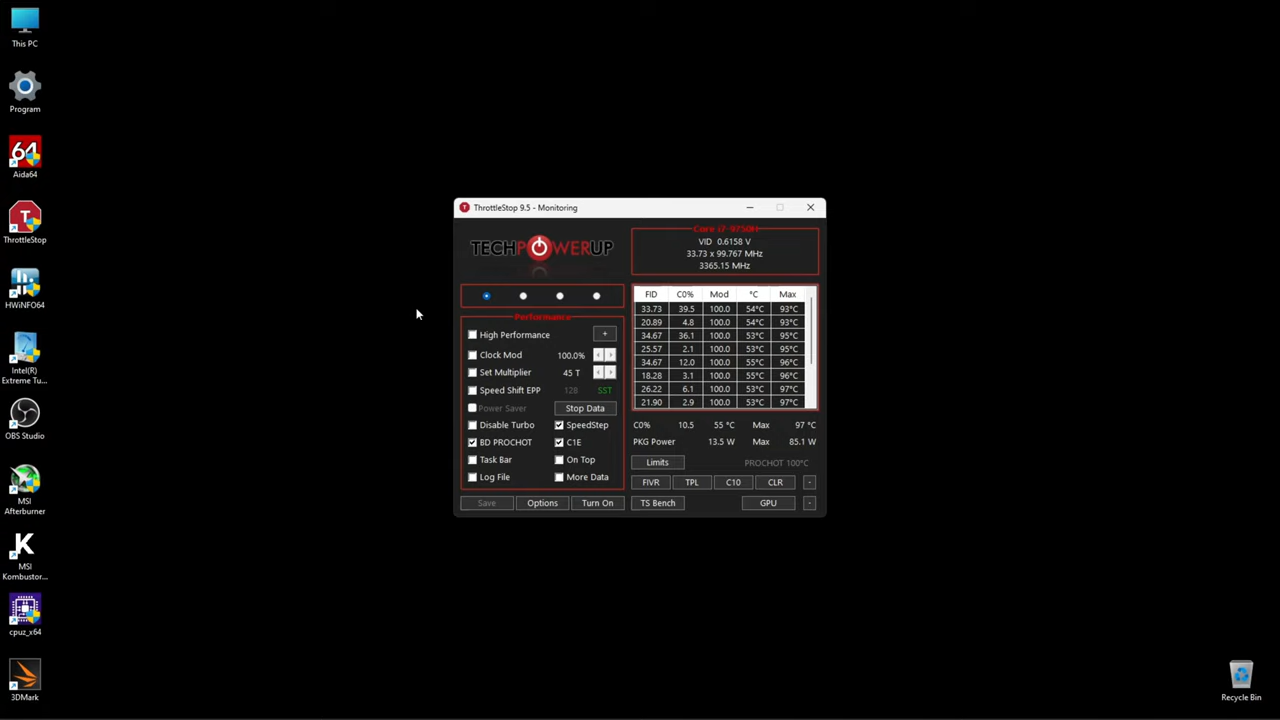 This PC
Program
64
Aida64
T
ThrottleStop
HWiNFO64
Intel(R)
Extreme Tu...
OBS Studio
MSI
Afterburner
K
MSI
Kombustor...
cpuz_x64
3DMark
T ThrottleStop 9.5 - Monitoring
TECHPOWERUP
Performance
High Performance +
Clock Mod 100.0%
Set Multiplier 45 T
Speed Shift EPP 128 SST
Power Saver Stop Data
Disable Turbo SpeedStep
BD PROCHOT C1E
Task Bar On Top
Log File More Data
Save Options Turn On
Core i7-9750H
VID 0.6158 V
33.73 x 99.767 MHz
3365.15 MHz
FID C0% Mod °C Max
33.73 39.5 100.0 54°C 93°C
20.89 4.8 100.0 54°C 93°C
34.67 36.1 100.0 53°C 95°C
25.57 2.1 100.0 53°C 95°C
34.67 12.0 100.0 55°C 96°C
18.28 3.1 100.0 55°C 96°C
26.22 6.1 100.0 53°C 97°C
21.90 2.9 100.0 53°C 97°C
C0% 10.5 55 °C Max 97 °C
PKG Power 13.5 W Max 85.1 W
Limits PROCHOT 100°C
FIVR TPL C10 CLR -
TS Bench GPU -
Recycle Bin